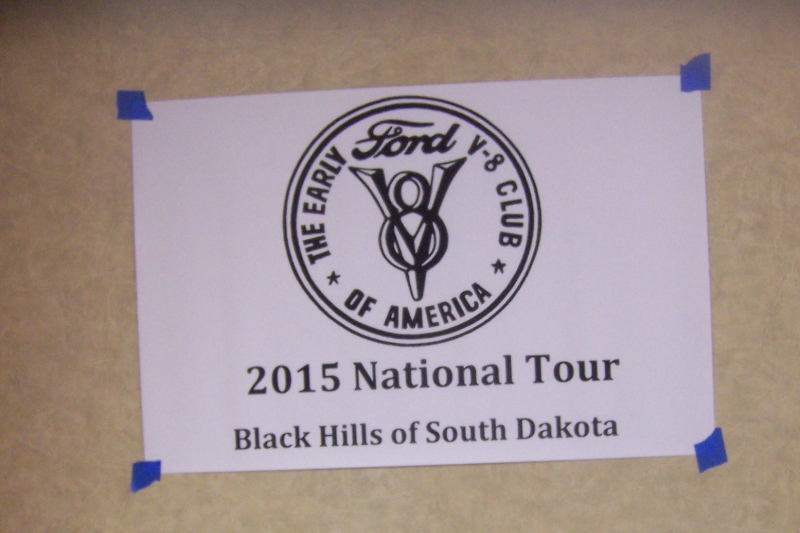 THE EARLY Ford V-8 CLUB
OF AMERICA
V8
2015 National Tour
Black Hills of South Dakota